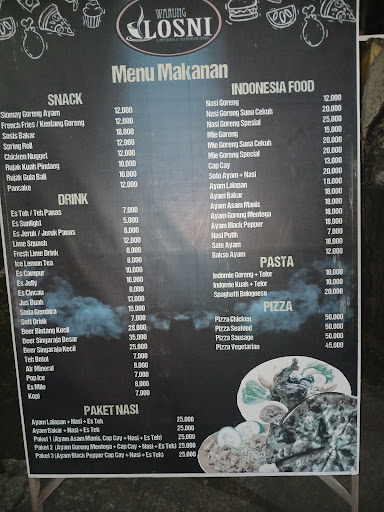 WARUNG
LOSNI
Menu Makanan
SNACK
Siomay Goreng Ayam 12.000
French Fries / Kentang Goreng 12.000
Sosis Bakar 18.000
Spring Roll 12.000
Chicken Nugget 12.000
Rujak Kuah Pindang 10.000
Rujak Gula Bali 10.000
Pancake 12.000
DRINK
Es Teh / Teh Panas 7.000
Es Sunlight 5.000
Es Jeruk / Jeruk Panas 8.000
Lime Squash 12.000
Fresh Lime Drink 8.000
Ice Lemon Tea 8.000
Es Campur 10.000
Es Jelly 10.000
Es Cincau 8.000
Jus Buah 13.000
Soda Gembira 15.000
Soft Drink 7.000
Beer Bintang Kecil 28.000
Beer Singaraja Besar 35.000
Beer Singaraja Kecil 25.000
Teh Botol 7.000
Air Mineral 8.000
Pop Ice 7.000
Es Milo 8.000
Kopi 7.000
PAKET NASI
Ayam Lalapan + Nasi + Es Teh 25.000
Ayam Bakar + Nasi + Es Teh 25.000
Paket 1 (Ayam Asam Manis, Cap Cay + Nasi + Es Teh) 25.000
Paket 2 (Ayam Goreng Mentega + Cap Cay + Nasi + Es Teh) 25.000
Paket 3 (Ayam Black Pepper Cap Cay + Nasi + Es Teh) 25.000
INDONESIA FOOD
Nasi Goreng 12.000
Nasi Goreng Suna Cekuh 20.000
Nasi Goreng Spesial 25.000
Mie Goreng 15.000
Mie Goreng Suna Cekuh 20.000
Mie Goreng Special 20.000
Cap Cay 13.000
Sate Ayam + Nasi 20.000
Ayam Lalapan 18.000
Ayam Bakar 18.000
Ayam Asam Manis 18.000
Ayam Goreng Mentega 18.000
Ayam Black Pepper 18.000
Nasi Putih 7.000
Sate Ayam 18.000
Bakso Ayam 12.000
PASTA
Indomie Goreng + Telor 10.000
Indomie Kuah + Telor 10.000
Spaghetti Bolognese 20.000
PIZZA
Pizza Chicken 50.000
Pizza Seafood 50.000
Pizza Sausage 50.000
Pizza Vegetarian 45.000